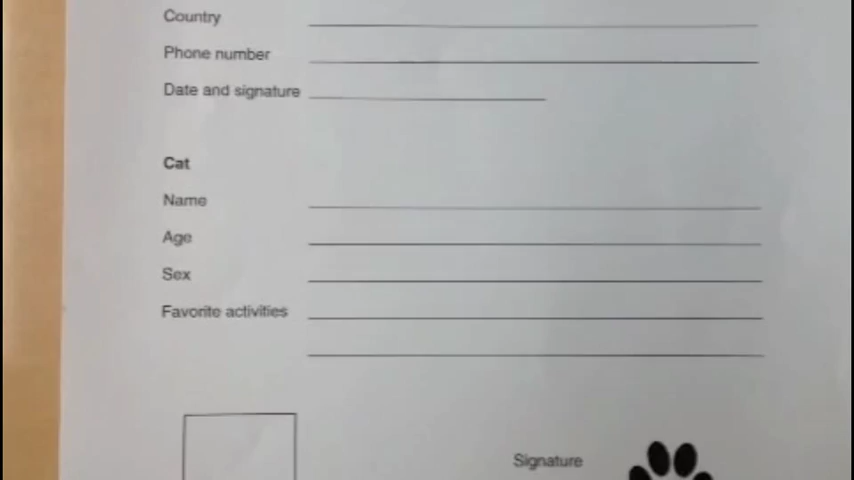 Country
Phone number
Date and signature
Cat
Name
Age
Sex
Favorite activities
Signature